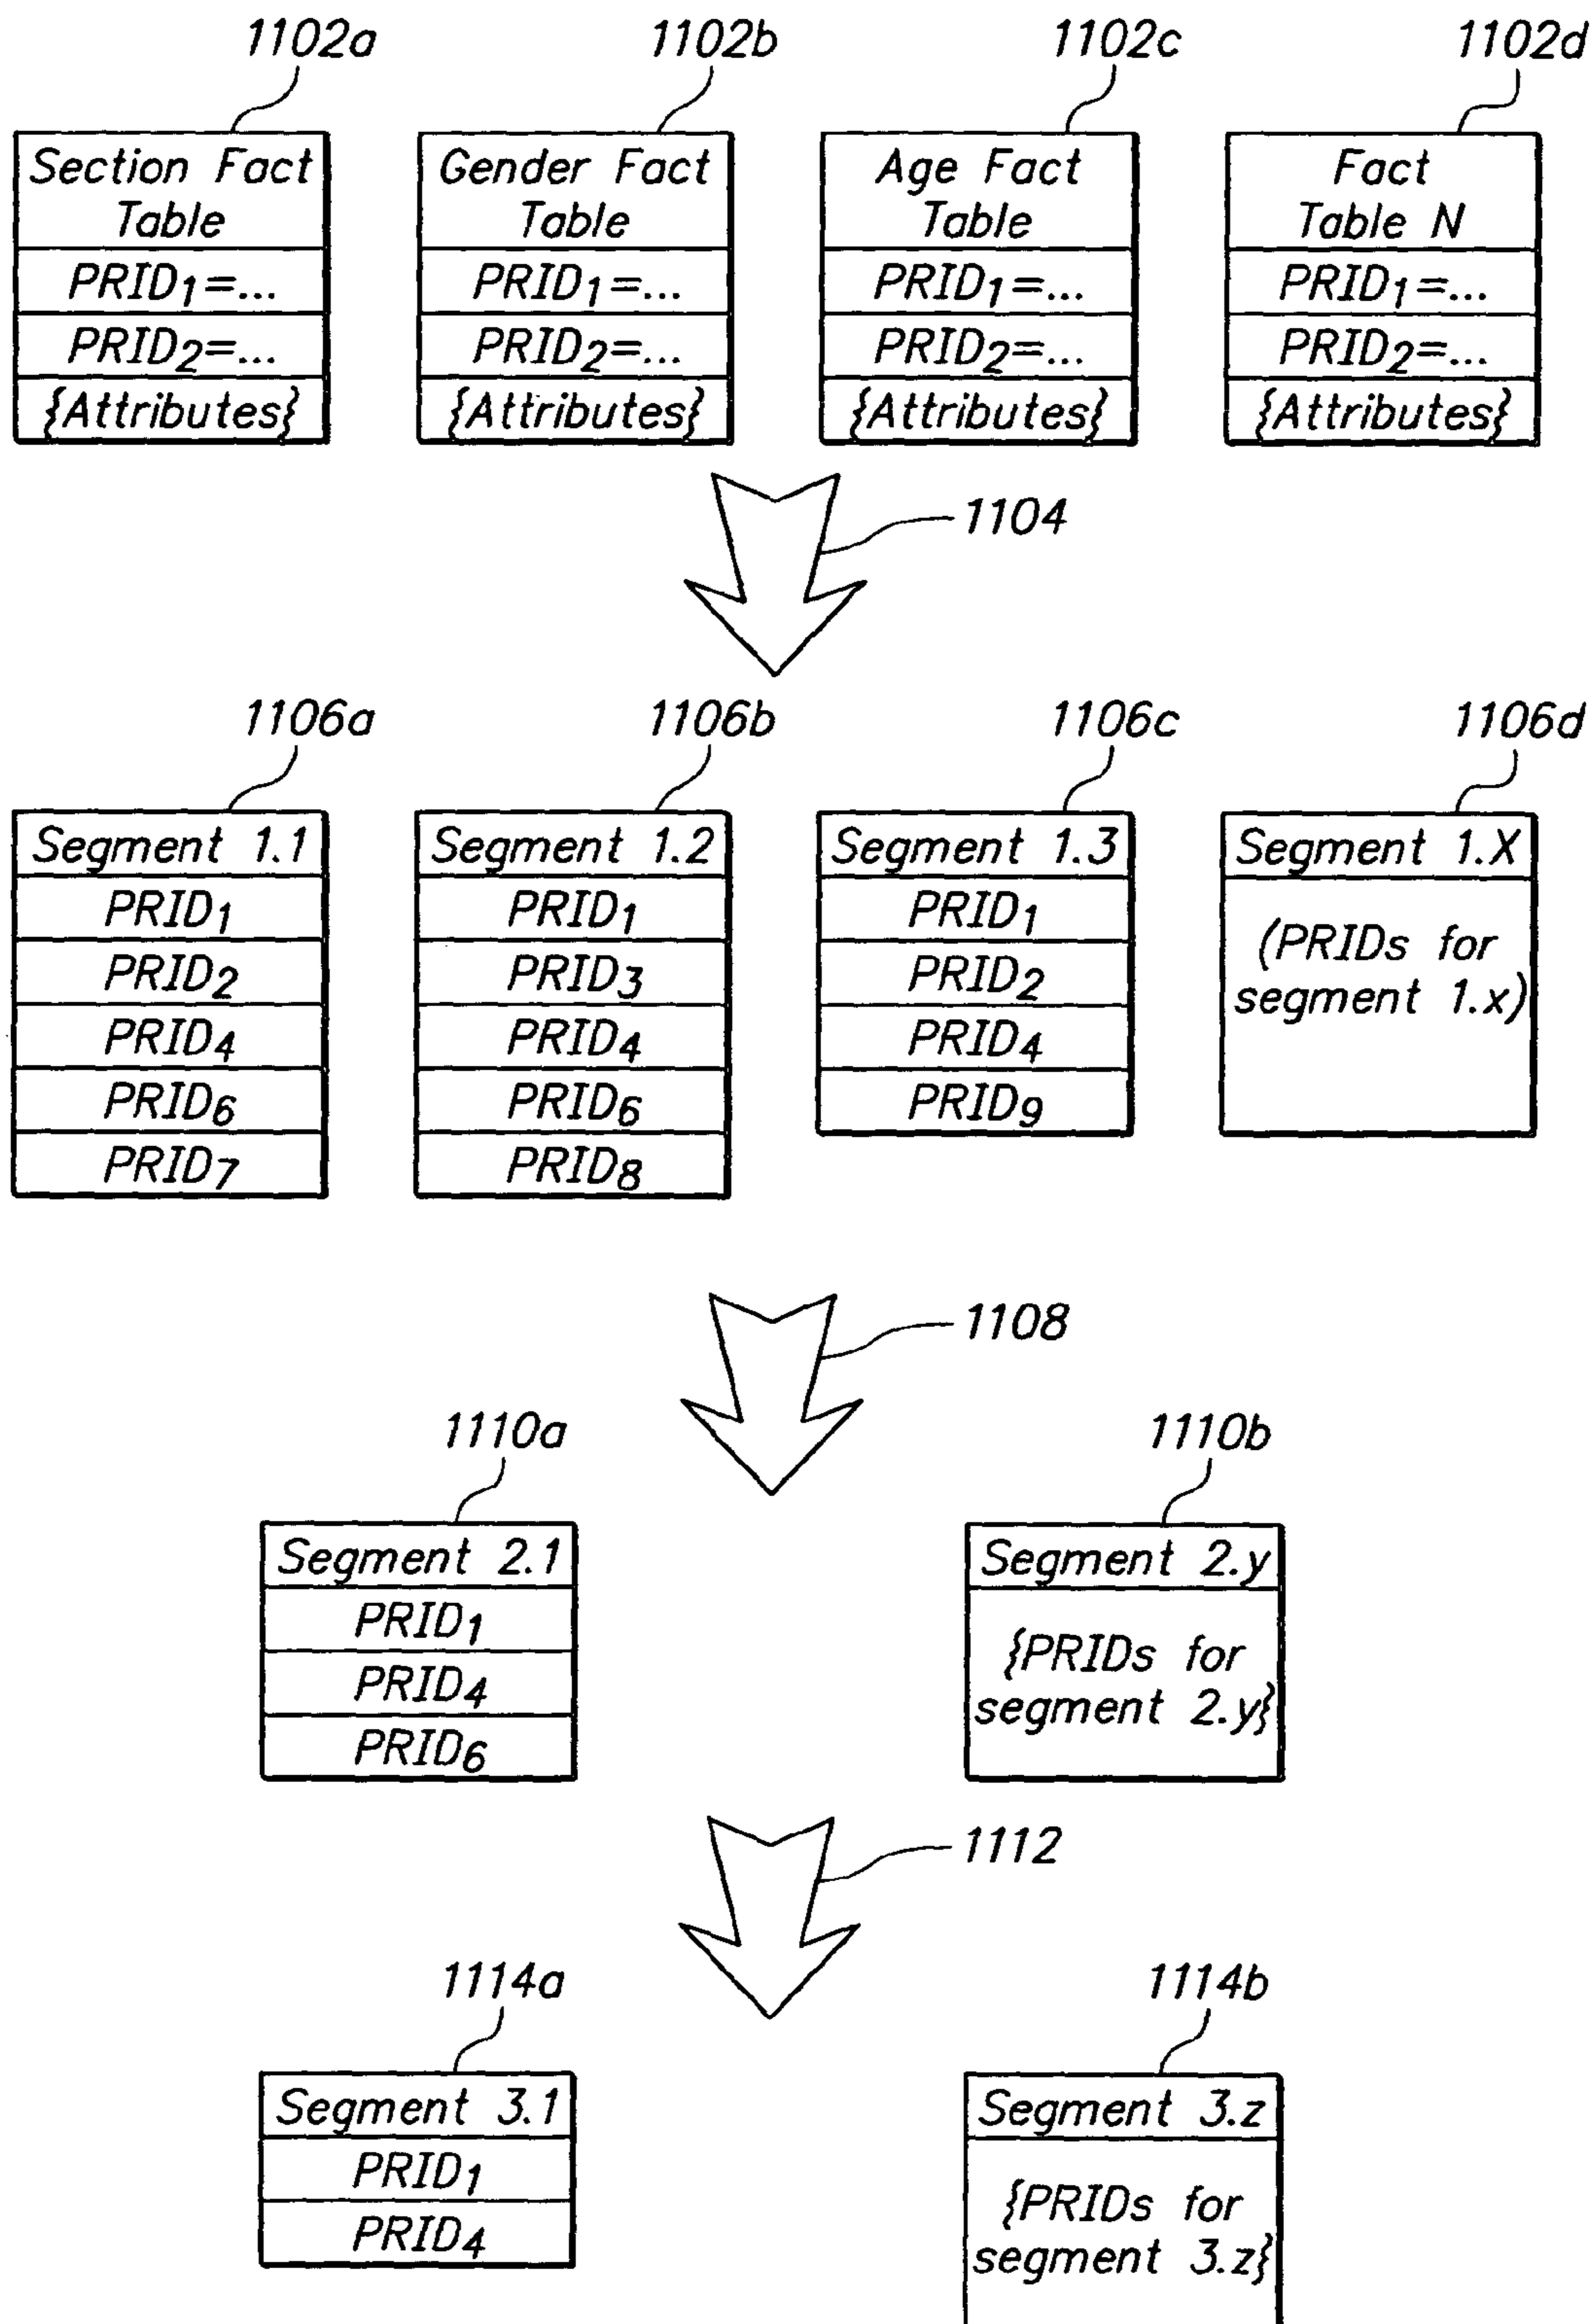 1102a
1102b
1102c
1102d
Section Fact
Table
PRID₁=...
PRID₂=...
{Attributes}
Gender Fact
Table
PRID₁=...
PRID₂=...
{Attributes}
Age Fact
Table
PRID₁=...
PRID₂=...
{Attributes}
Fact
Table N
PRID₁=...
PRID₂=...
{Attributes}
1104
1106a
1106b
1106c
1106d
Segment 1.1
PRID₁
PRID₂
PRID₄
PRID₆
PRID₇
Segment 1.2
PRID₁
PRID₃
PRID₄
PRID₆
PRID₈
Segment 1.3
PRID₁
PRID₂
PRID₄
PRID₉
Segment 1.X
(PRIDs for
segment 1.x)
1108
1110a
1110b
Segment 2.1
PRID₁
PRID₄
PRID₆
Segment 2.y
{PRIDs for
segment 2.y}
1112
1114a
1114b
Segment 3.1
PRID₁
PRID₄
Segment 3.z
{PRIDs for
segment 3.z}